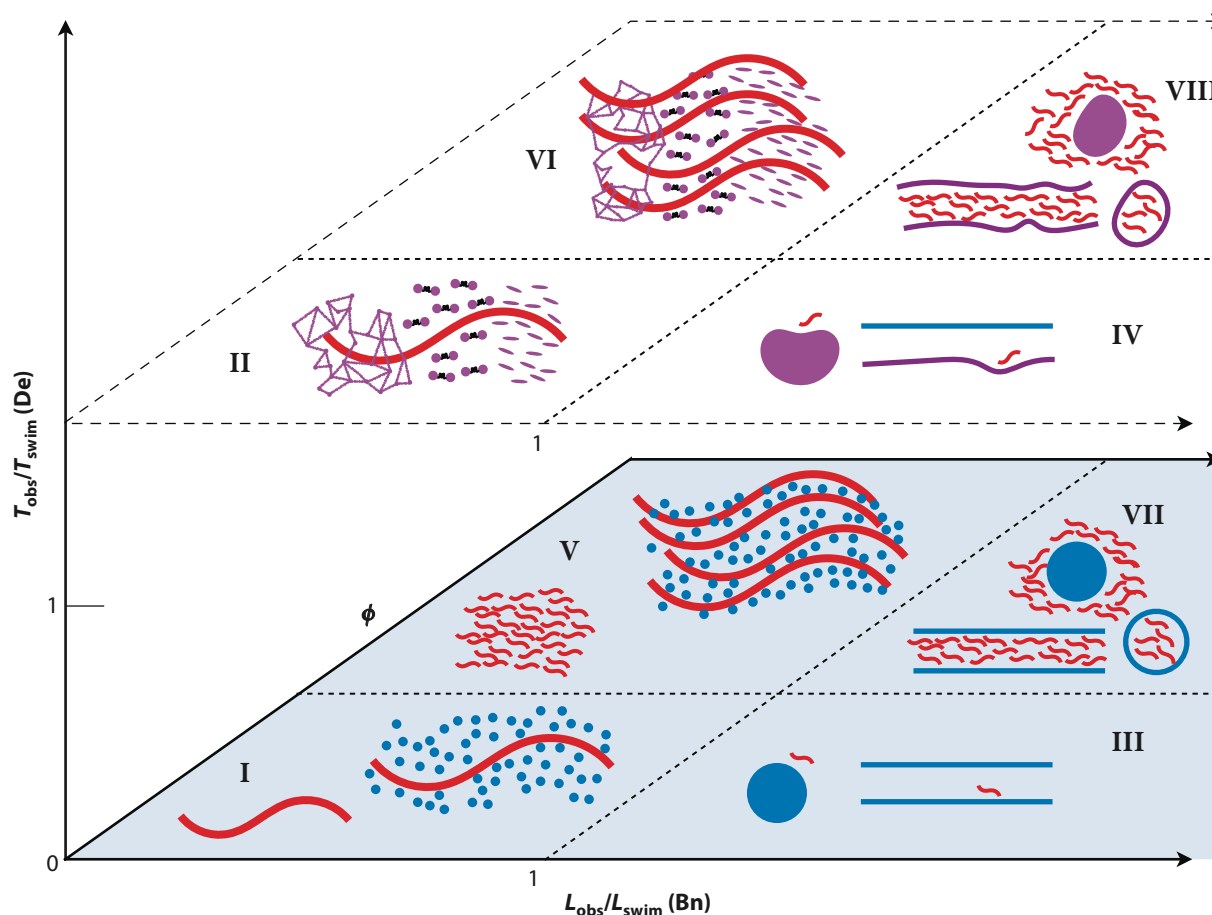 VIII
VI
IV
II
1
T_obs/T_swim (De)
VII
V
1
ϕ
III
I
0
1
L_obs/L_swim (Bn)